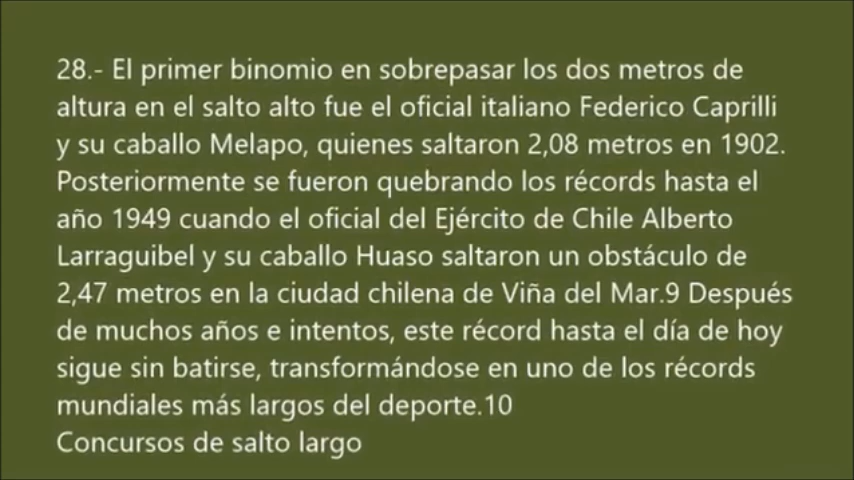 28.- El primer binomio en sobrepasar los dos metros de
altura en el salto alto fue el oficial italiano Federico Caprilli
y su caballo Melapo, quienes saltaron 2,08 metros en 1902.
Posteriormente se fueron quebrando los récords hasta el
año 1949 cuando el oficial del Ejército de Chile Alberto
Larraguibel y su caballo Huaso saltaron un obstáculo de
2,47 metros en la ciudad chilena de Viña del Mar.9 Después
de muchos años e intentos, este récord hasta el día de hoy
sigue sin batirse, transformándose en uno de los récords
mundiales más largos del deporte.10
Concursos de salto largo